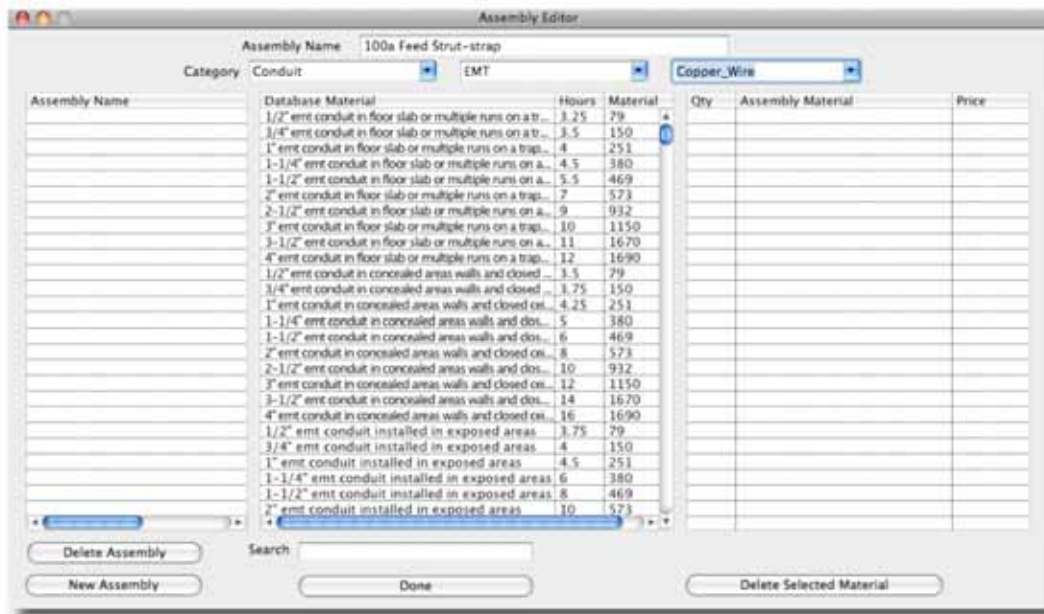 Assembly Editor
Assembly Name 100a Feed Strut-strap
Category Conduit EMT Copper_Wire
Assembly Name Database Material Hours Material Qty Assembly Material Price
1/2" emt conduit in floor slab or multiple runs on a tr... 3.25 79
3/4" emt conduit in floor slab or multiple runs on a tr... 3.5 150
1" emt conduit in floor slab or multiple runs on a trap... 4 251
1-1/4" emt conduit in floor slab or multiple runs on a... 4.5 380
1-1/2" emt conduit in floor slab or multiple runs on a... 5.5 469
2" emt conduit in floor slab or multiple runs on a trap... 7 573
2-1/2" emt conduit in floor slab or multiple runs on a... 9 932
3" emt conduit in floor slab or multiple runs on a trap... 10 1150
3-1/2" emt conduit in floor slab or multiple runs on a... 11 1670
4" emt conduit in floor slab or multiple runs on a trap... 12 1690
1/2" emt conduit in concealed areas walls and closed ... 3.5 79
3/4" emt conduit in concealed areas walls and closed ... 3.75 150
1" emt conduit in concealed areas walls and closed cei... 4.25 251
1-1/4" emt conduit in concealed areas walls and clos... 5 380
1-1/2" emt conduit in concealed areas walls and clos... 6 469
2" emt conduit in concealed areas walls and closed cei... 8 573
2-1/2" emt conduit in concealed areas walls and clos... 10 932
3" emt conduit in concealed areas walls and closed cei... 12 1150
3-1/2" emt conduit in concealed areas walls and clos... 14 1670
4" emt conduit in concealed areas walls and closed cei... 16 1690
1/2" emt conduit installed in exposed areas 3.75 79
3/4" emt conduit installed in exposed areas 4 150
1" emt conduit installed in exposed areas 4.5 251
1-1/4" emt conduit installed in exposed areas 6 380
1-1/2" emt conduit installed in exposed areas 8 469
2" emt conduit installed in exposed areas 10 573
Delete Assembly Search
New Assembly Done Delete Selected Material